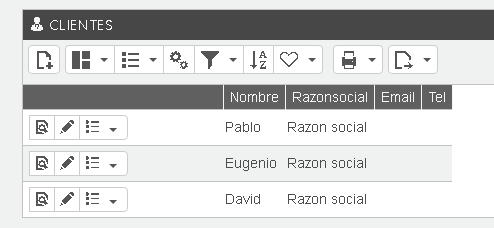 CLIENTES
A Z
Nombre Razonsocial Email Tel
Pablo Razon social
Eugenio Razon social
David Razon social